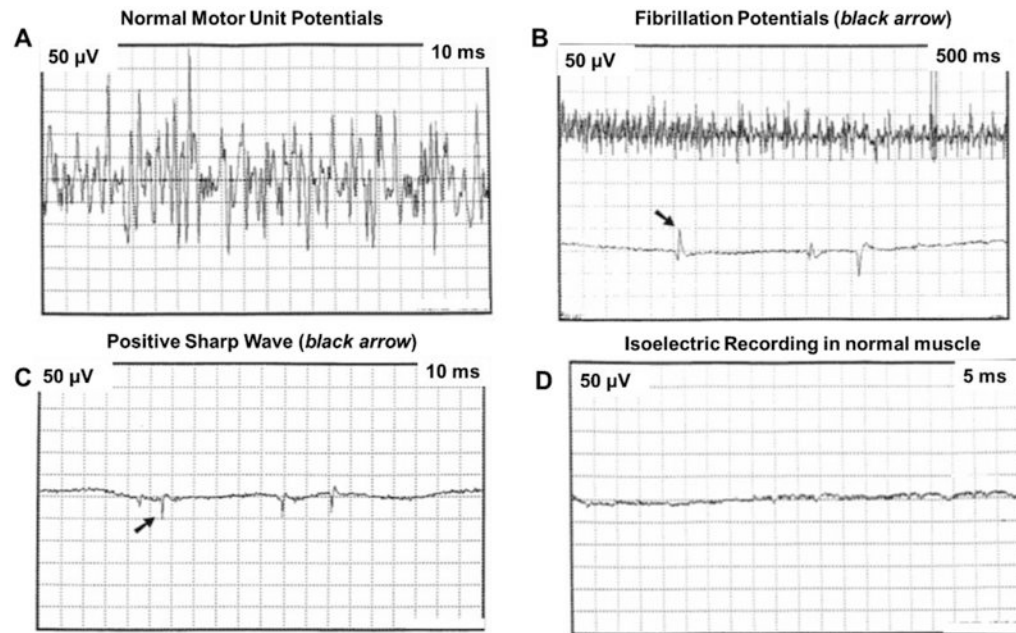 Normal Motor Unit Potentials
A
50 µV
10 ms
Fibrillation Potentials (black arrow)
B
50 µV
500 ms
Positive Sharp Wave (black arrow)
C
50 µV
10 ms
Isoelectric Recording in normal muscle
D
50 µV
5 ms